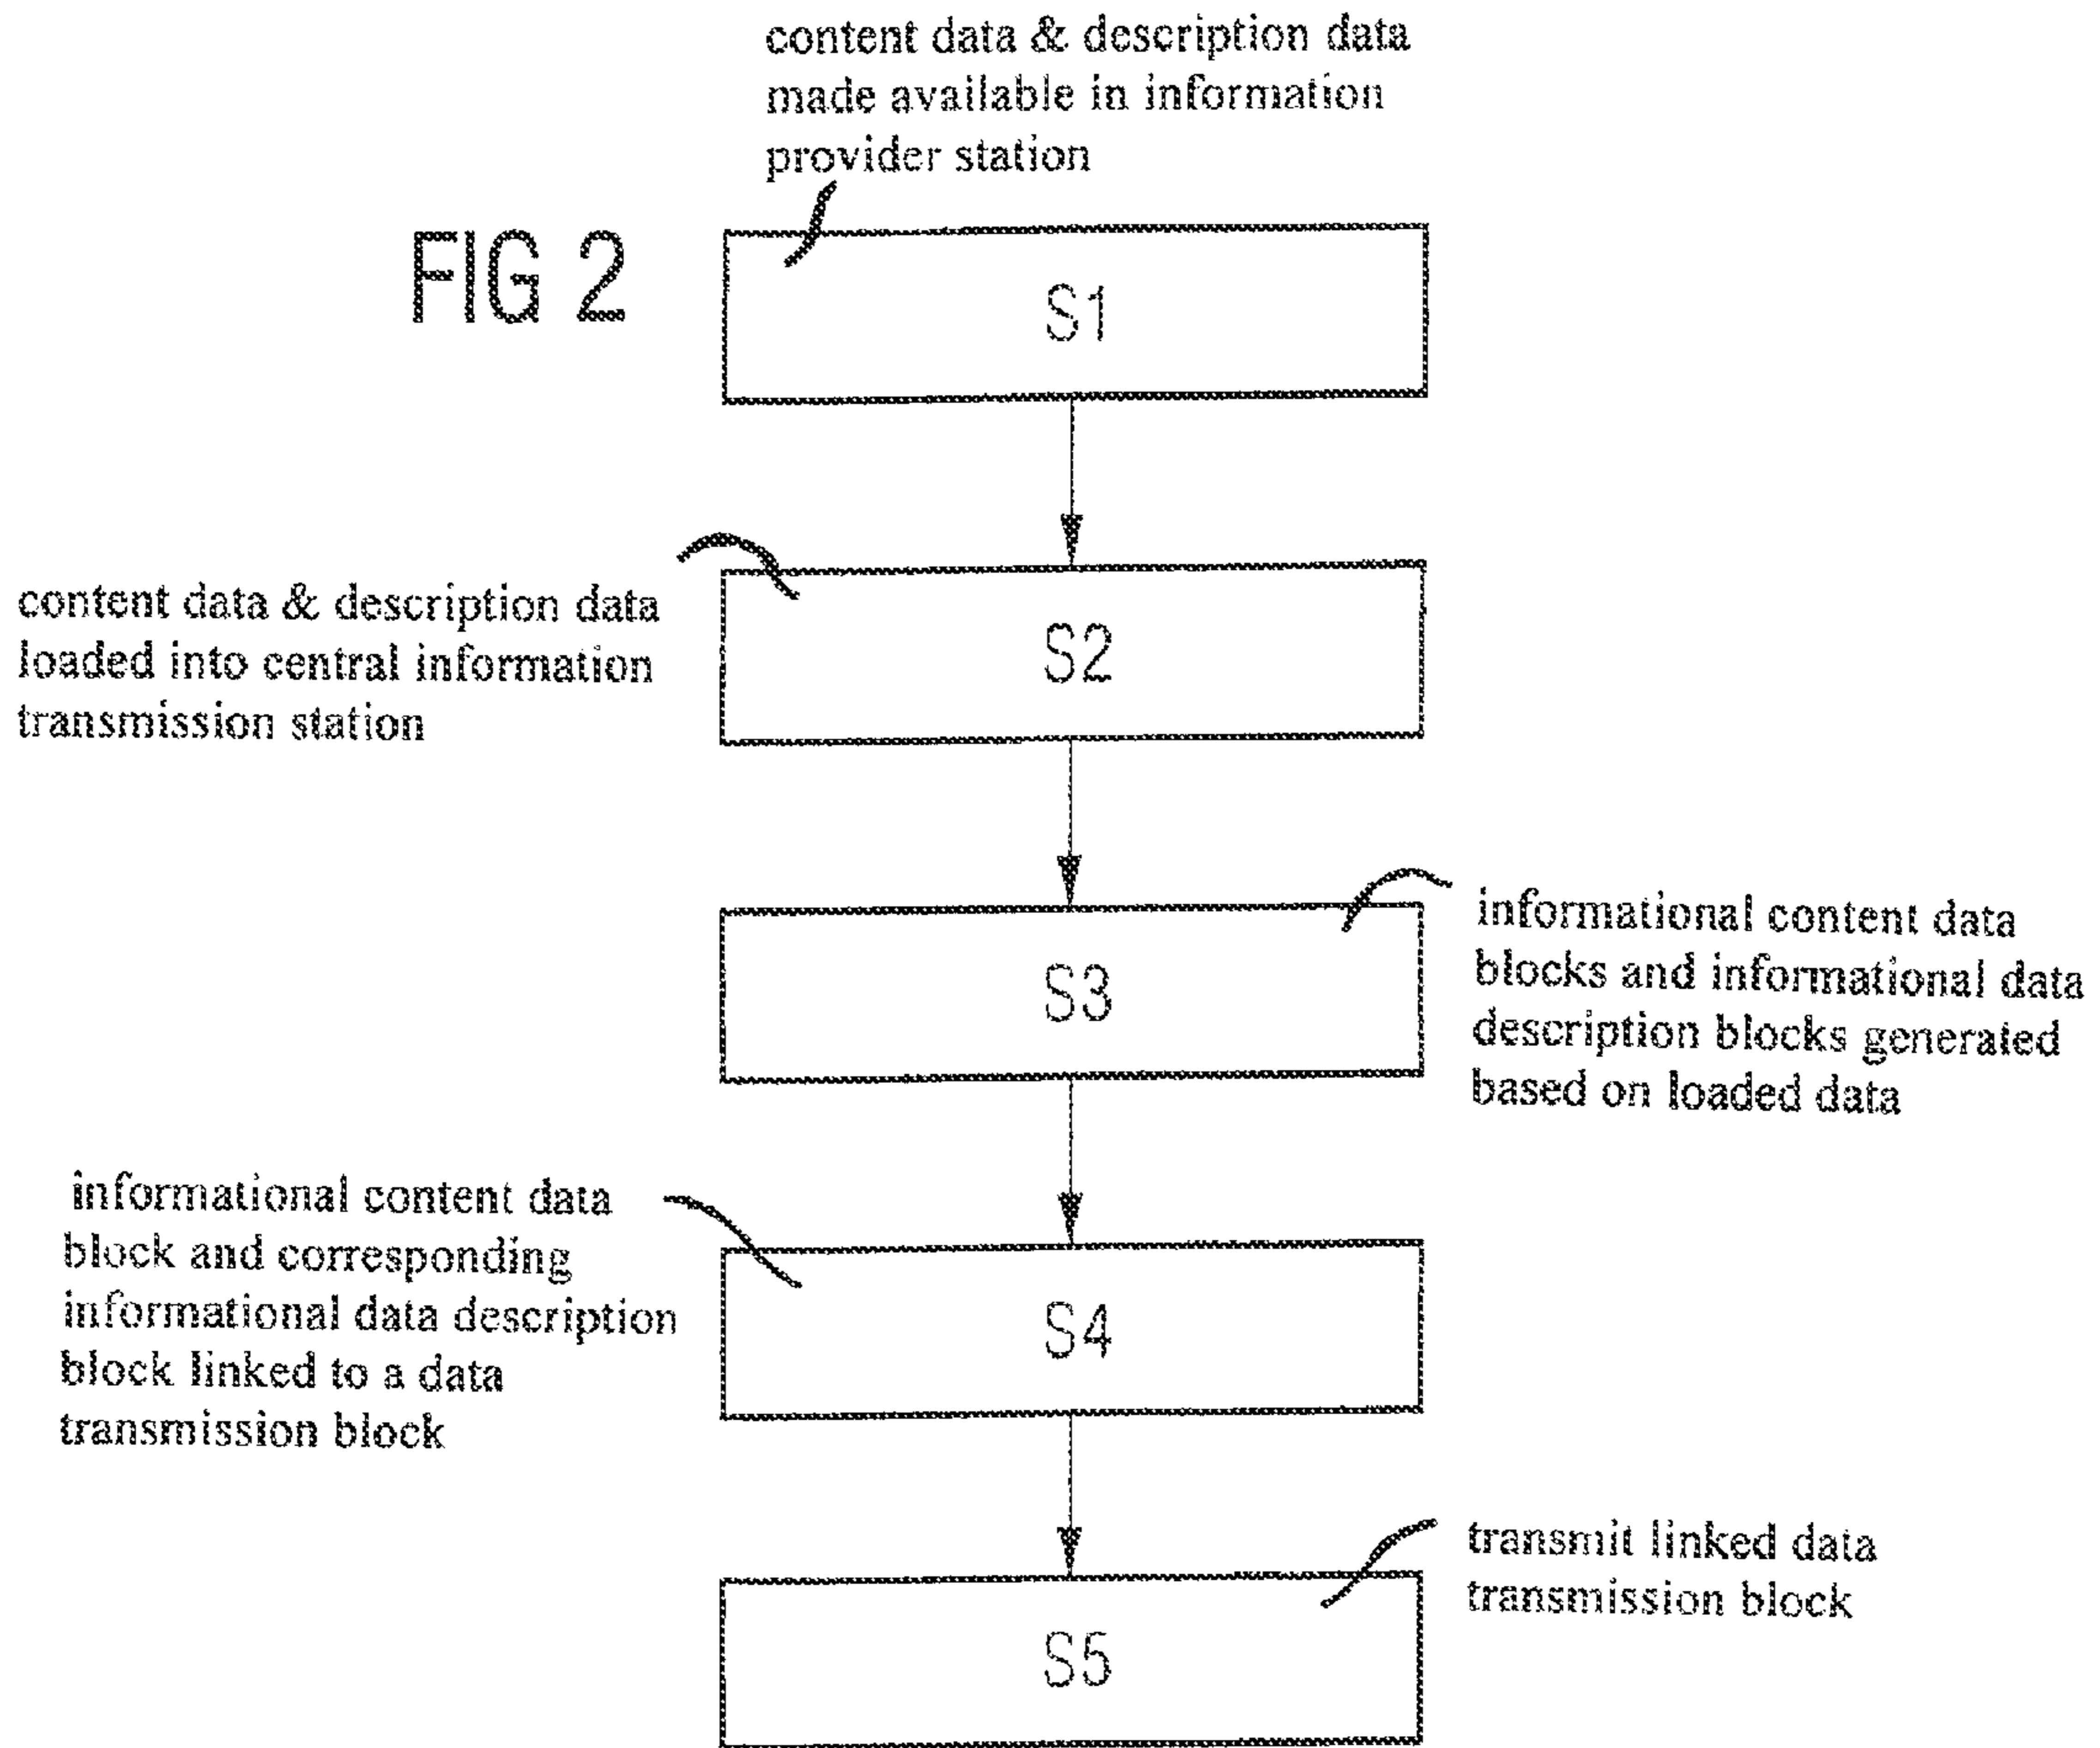 content data & description data
made available in information
provider station
FIG 2
S1
content data & description data
loaded into central information
transmission station
S2
S3
informational content data
blocks and informational data
description blocks generated
based on loaded data
informational content data
block and corresponding
informational data description
block linked to a data
transmission block
S4
transmit linked data
transmission block
S5